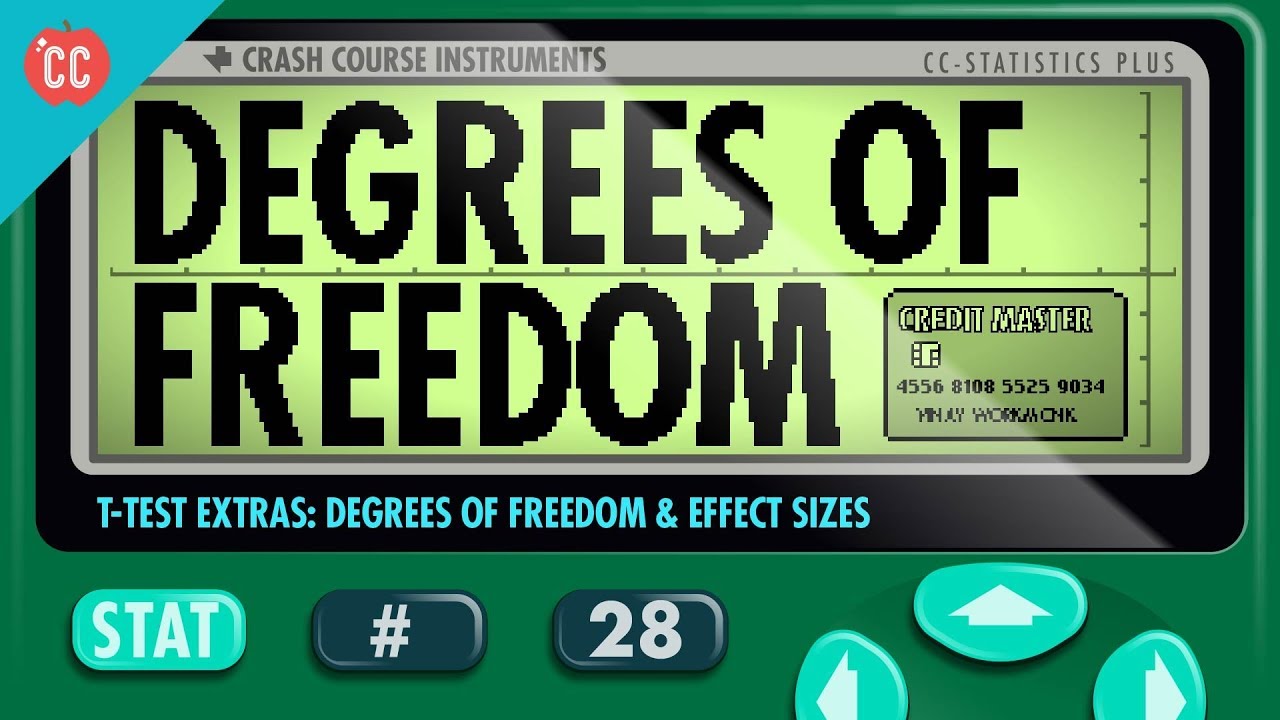 CC
CRASH COURSE INSTRUMENTS
CC-STATISTICS PLUS
DEGREES OF
FREEDOM
CREDIT MASTER
4556 8108 5525 9034
T-TEST EXTRAS: DEGREES OF FREEDOM & EFFECT SIZES
STAT
#
28